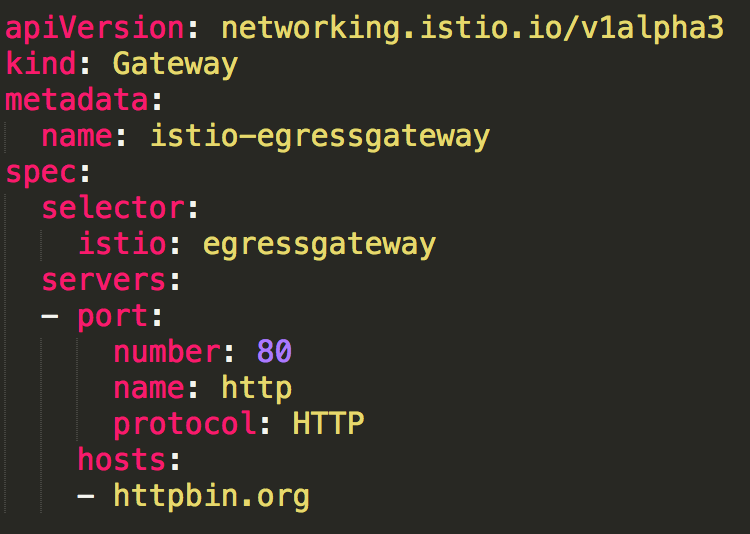 apiVersion: networking.istio.io/v1alpha3
kind: Gateway
metadata:
  name: istio-egressgateway
spec:
  selector:
    istio: egressgateway
  servers:
  - port:
      number: 80
      name: http
      protocol: HTTP
    hosts:
    - httpbin.org